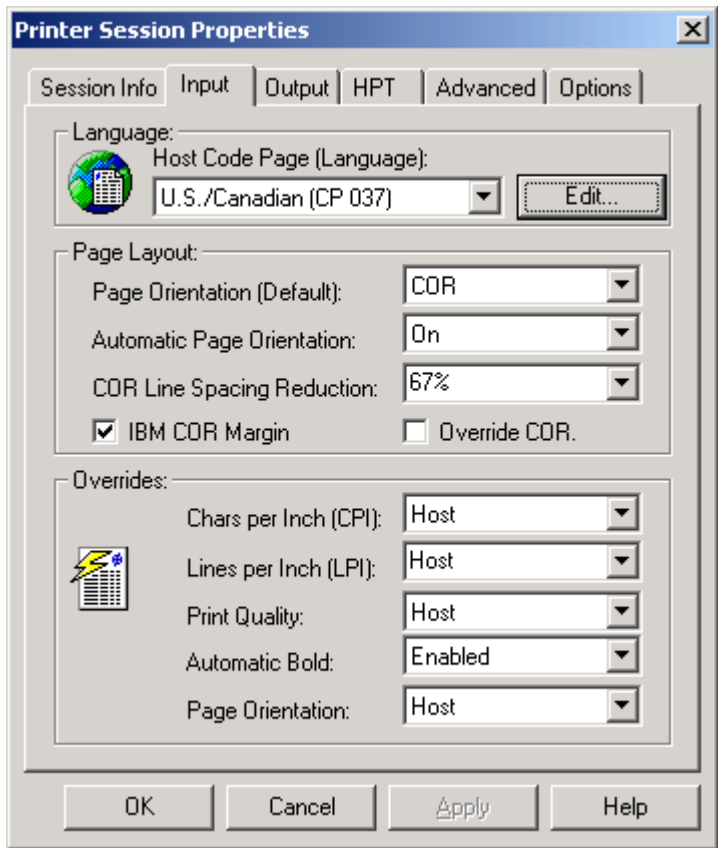 Printer Session Properties
Session Info Input Output HPT Advanced Options
Language:
Host Code Page (Language):
U.S./Canadian (CP 037) Edit...
Page Layout:
Page Orientation (Default): COR
Automatic Page Orientation: On
COR Line Spacing Reduction: 67%
IBM COR Margin Override COR.
Overrides:
Chars per Inch (CPI): Host
Lines per Inch (LPI): Host
Print Quality: Host
Automatic Bold: Enabled
Page Orientation: Host
OK Cancel Apply Help